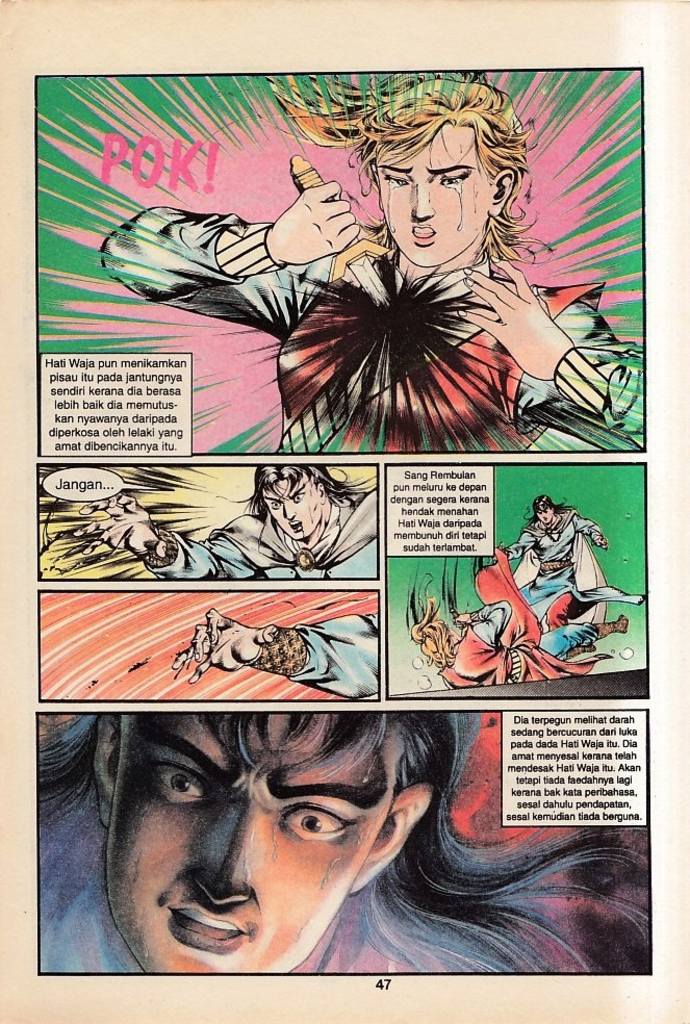 POK!
Hati Waja pun menikamkan
pisau itu pada jantungnya
sendiri kerana dia berasa
lebih baik dia memutus-
kan nyawanya daripada
diperkosa oleh lelaki yang
amat dibencikannya itu.
Jangan...
Sang Rembulan
pun meluru ke depan
dengan segera kerana
hendak menahan
Hati Waja daripada
membunuh diri tetapi
sudah terlambat.
Dia terpegun melihat darah
sedang bercucuran dari luka
pada dada Hati Waja itu. Dia
amat menyesal kerana telah
mendesak Hati Waja itu. Akan
tetapi tiada faedahnya lagi
kerana bak kata peribahasa,
sesal dahulu pendapatan,
sesal kemudian tiada berguna.
47